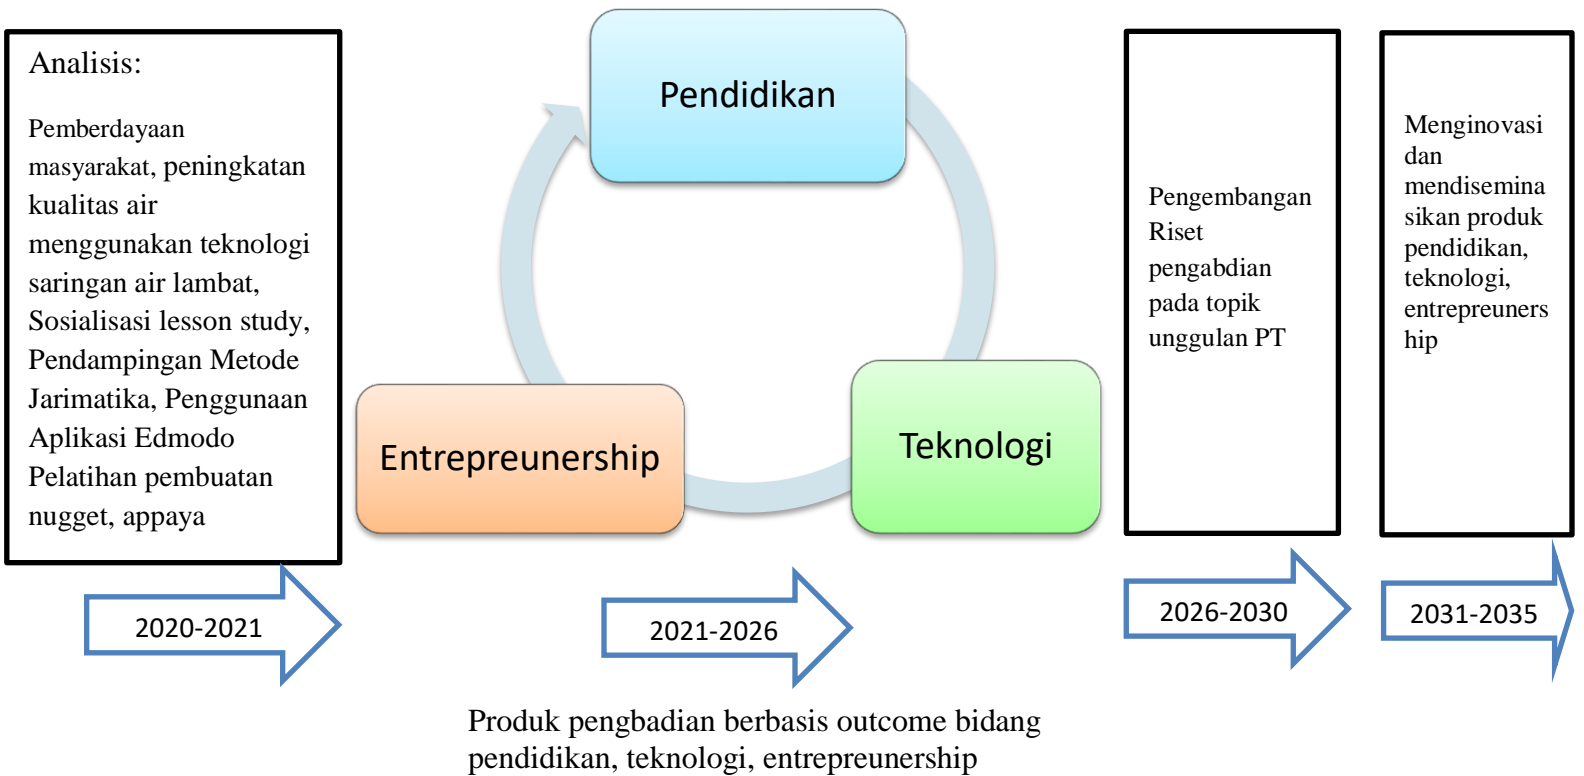 Analisis:
Pemberdayaan
masyarakat, peningkatan
kualitas air
menggunakan teknologi
saringan air lambat,
Sosialisasi lesson study,
Pendampingan Metode
Jarimatika, Penggunaan
Aplikasi Edmodo
Pelatihan pembuatan
nugget, appaya
2020-2021
Pendidikan
Teknologi
Entrepreunership
2021-2026
Produk pengbadian berbasis outcome bidang
pendidikan, teknologi, entrepreunership
Pengembangan
Riset
pengabdian
pada topik
unggulan PT
2026-2030
Menginovasi
dan
mendisemina
sikan produk
pendidikan,
teknologi,
entrepreuners
hip
2031-2035